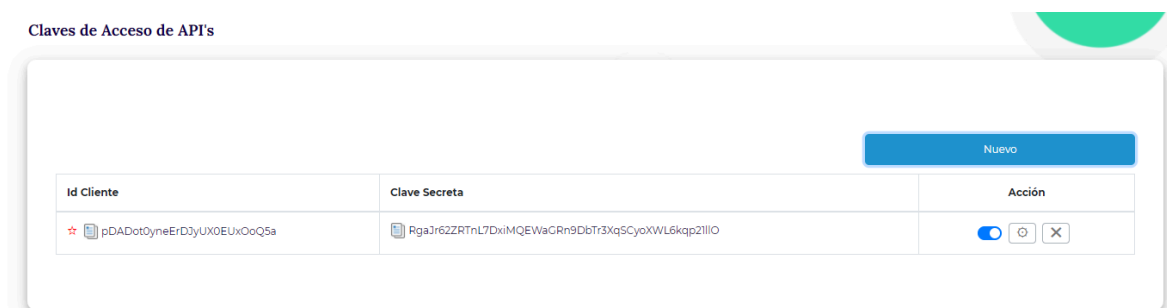 Claves de Acceso de API's
Nuevo
Id Cliente Clave Secreta Acción
pDADot0yneErDJyUX0EUxOoQ5a RgaJr62ZRTnL7DxiMQEWaGRn9DbTr3XqSCyoXWL6kqp21llO